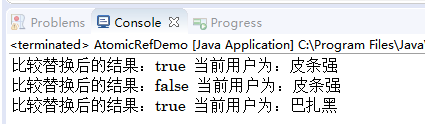 Problems Console Progress
<terminated> AtomicRefDemo [Java Application] C:\Program Files\Java\
比较替换后的结果：true 当前用户为：皮条强
比较替换后的结果：false 当前用户为：皮条强
比较替换后的结果：true 当前用户为：巴扎黑